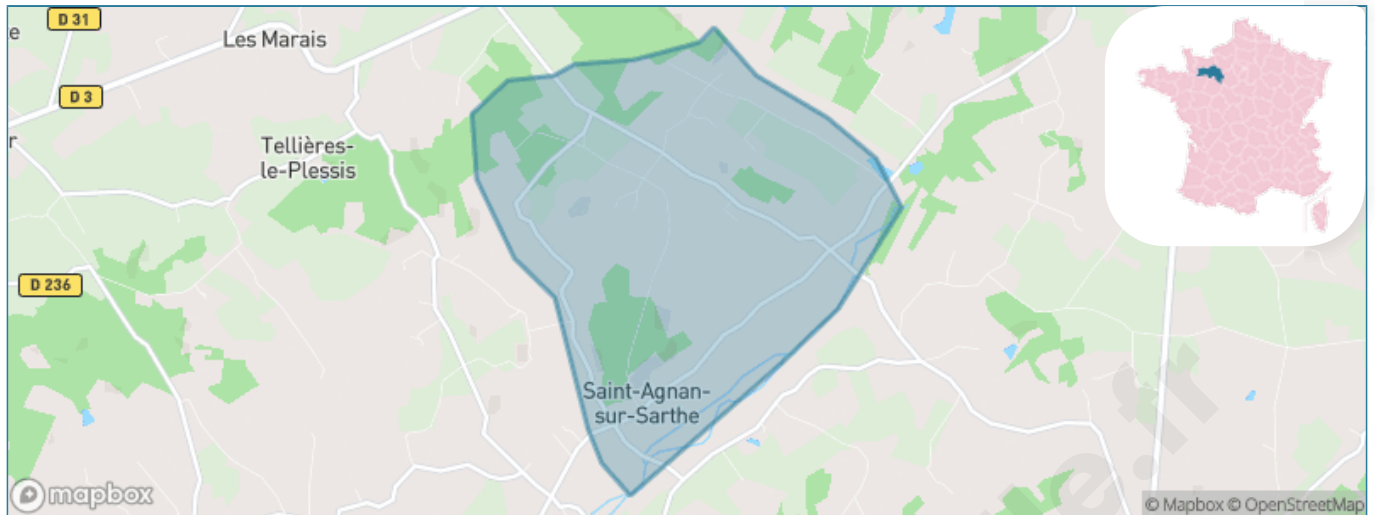 D 31
e
Les Marais
D 3
r
Tellières-
le-Plessis
D 236
Saint-Agnan-
sur-Sarthe
mapbox
© Mapbox © OpenStreetMap